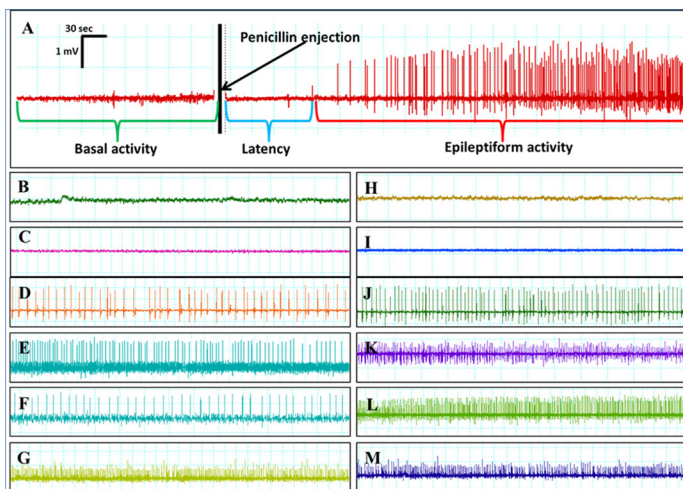 A
30 sec
1 mV
Penicillin enjection
Basal activity
Latency
Epileptiform activity
B
H
C
I
D
J
E
K
F
L
G
M